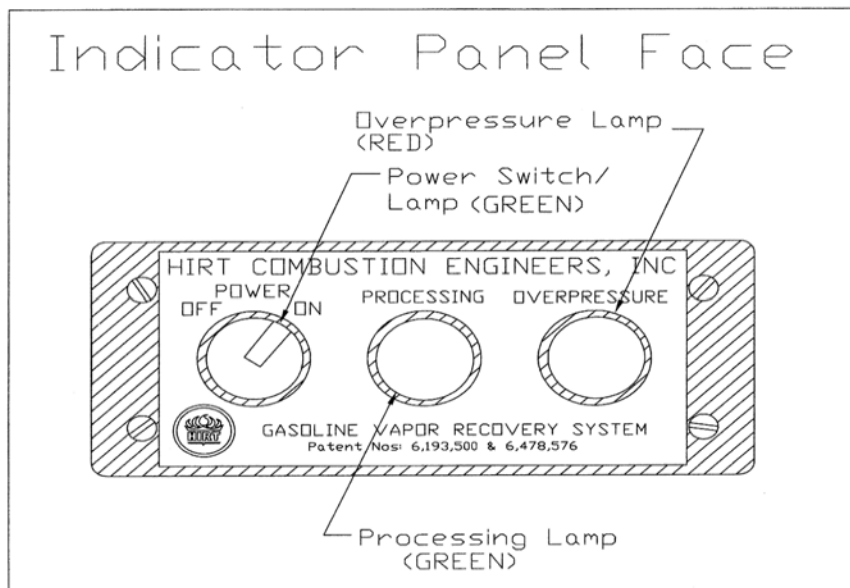 Indicator Panel Face
Overpressure Lamp
(RED)
Power Switch/
Lamp (GREEN)
HIRT COMBUSTION ENGINEERS, INC
POWER
OFF ON
PROCESSING
OVERPRESSURE
HIRT
GASOLINE VAPOR RECOVERY SYSTEM
Patent Nos: 6,193,500 & 6,478,576
Processing Lamp
(GREEN)